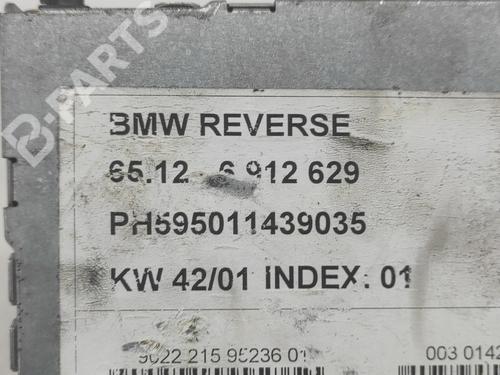 B-PARTS
BMW REVERSE
65.12 6 912 629
PH595011439035
KW 42/01 INDEX: 01
9022 215 95236 01
003 0142